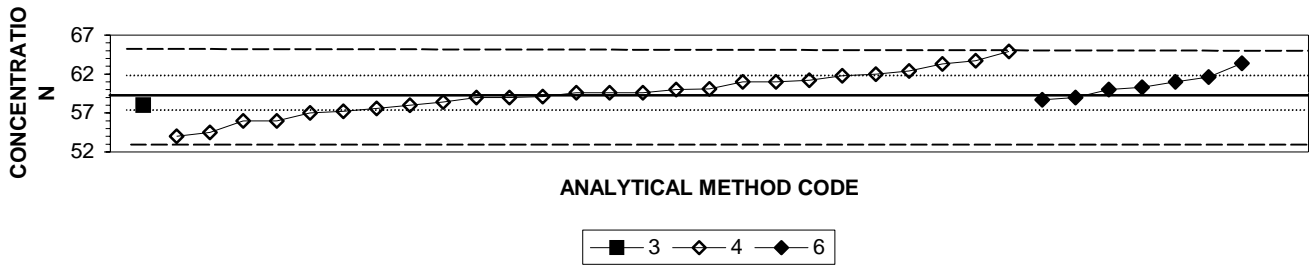 CONCENTRATIO
N
67
62
57
52
ANALYTICAL METHOD CODE
3 4 6